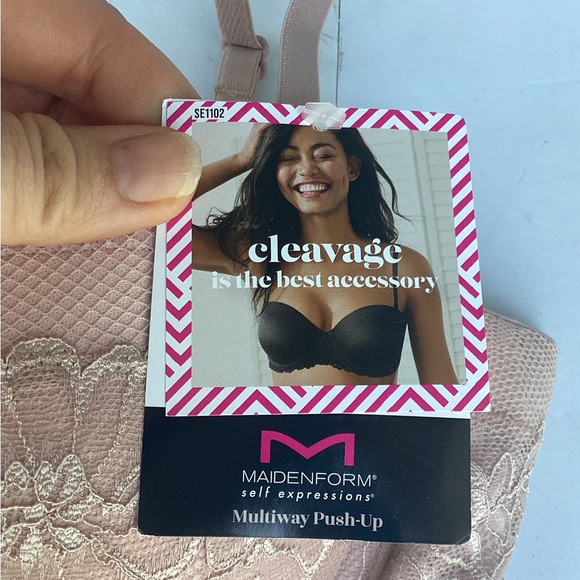 SE1102
cleavage
is the best accessory
MAIDENFORM®
self expressions®
Multiway Push-Up